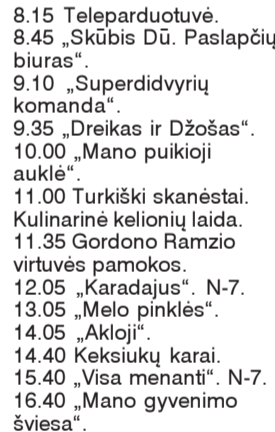 8.15 Teleparduotuvė.
8.45 „Skūbis Dū. Paslapčių
biuras“.
9.10 „Superdidvyrių
komanda“.
9.35 „Dreikas ir Džošas“.
10.00 „Mano puikioji
auklė“.
11.00 Turkiški skanėstai.
Kulinarinė kelionių laida.
11.35 Gordono Ramzio
virtuvės pamokos.
12.05 „Karadajus“. N-7.
13.05 „Melo pinklės“.
14.05 „Akloji“.
14.40 Keksiukų karai.
15.40 „Visa menanti“. N-7.
16.40 „Mano gyvenimo
šviesa“.